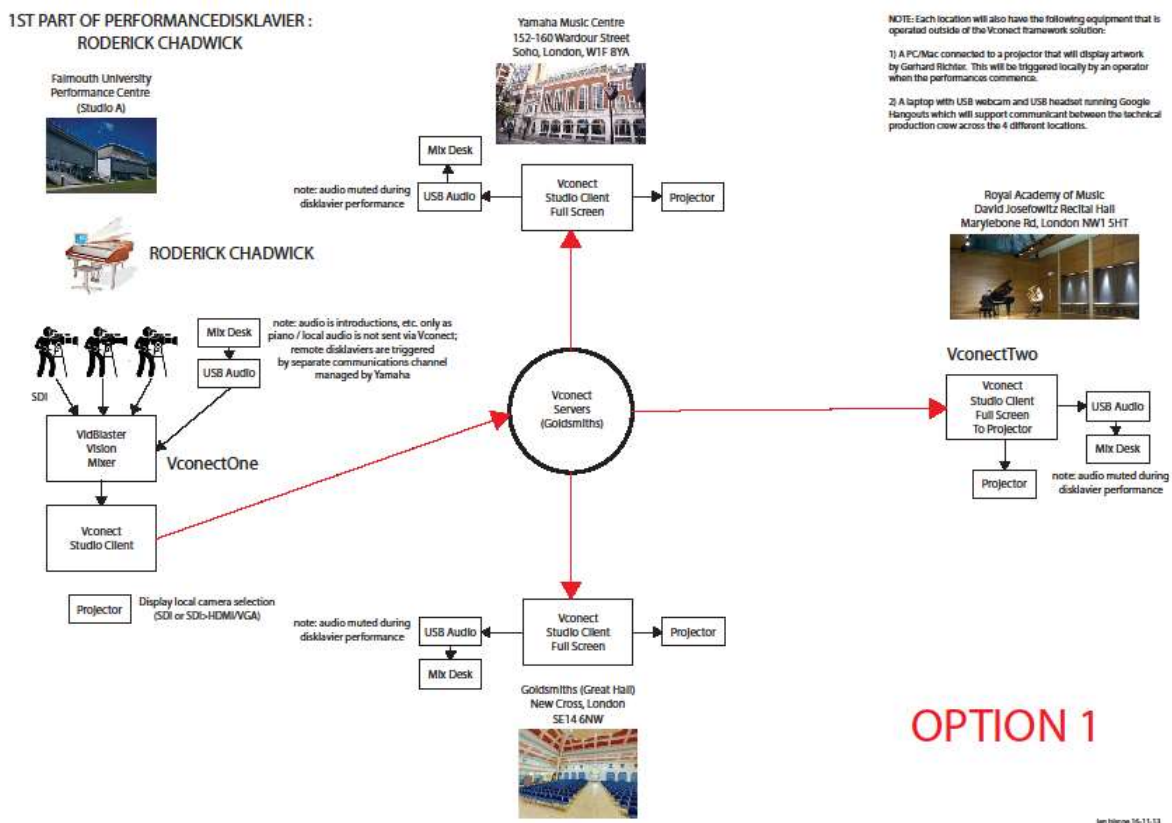 1ST PART OF PERFORMANCEDISKLAVIER :
RODERICK CHADWICK
Falmouth University
Performance Centre
(Studio A)
RODERICK CHADWICK
Yamaha Music Centre
152-160 Wardour Street
Soho, London, W1F 8YA
NOTE: Each location will also have the following equipment that is
operated outside of the Vconect framework solution:
1) A PC/Mac connected to a projector that will display artwork
by Gerhard Richter. This will be triggered locally by an operator
when the performances commence.
2) A laptop with USB webcam and USB headset running Google
Hangouts which will support communicant between the technical
production crew across the 4 different locations.
Mix Desk
note: audio muted during
disklavier performance
USB Audio
Vconect
Studio Client
Full Screen
Projector
Royal Academy of Music
David Josefowitz Recital Hall
Marylebone Rd, London NW1 5HT
SDI
Mix Desk
USB Audio
note: audio is introductions, etc. only as
piano / local audio is not sent via Vconect;
remote disklaviers are triggered
by separate communications channel
managed by Yamaha
VidBlaster
Vision
Mixer
VconectOne
Vconect
Studio Client
Projector
Display local camera selection
(SDI or SDI>HDMI/VGA)
Vconect
Servers
(Goldsmiths)
VconectTwo
Vconect
Studio Client
Full Screen
To Projector
USB Audio
Mix Desk
Projector
note: audio muted during
disklavier performance
note: audio muted during
disklavier performance
USB Audio
Mix Desk
Vconect
Studio Client
Full Screen
Projector
Goldsmiths (Great Hall)
New Cross, London
SE14 6NW
OPTION 1
16-11-13